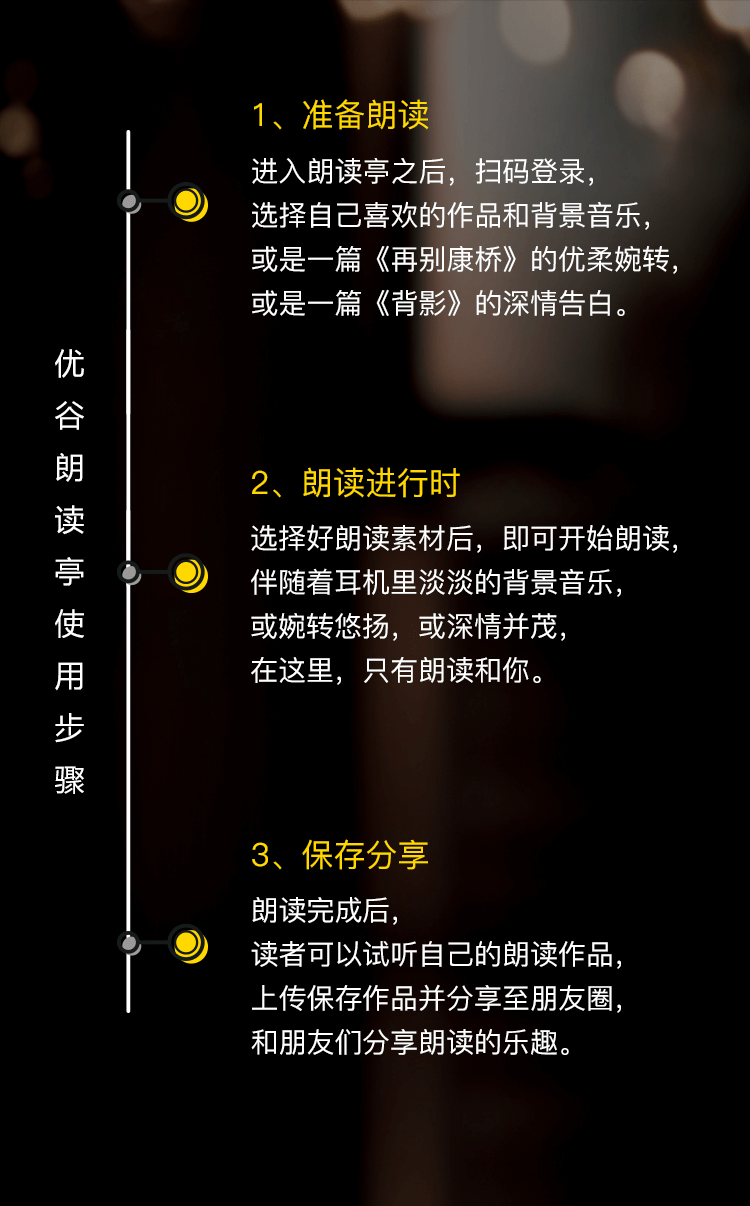 优谷朗读亭使用步骤
1、准备朗读
进入朗读亭之后，扫码登录，
选择自己喜欢的作品和背景音乐，
或是一篇《再别康桥》的优柔婉转，
或是一篇《背影》的深情告白。
2、朗读进行时
选择好朗读素材后，即可开始朗读，
伴随着耳机里淡淡的背景音乐，
或婉转悠扬，或深情并茂，
在这里，只有朗读和你。
3、保存分享
朗读完成后，
读者可以试听自己的朗读作品，
上传保存作品并分享至朋友圈，
和朋友们分享朗读的乐趣。